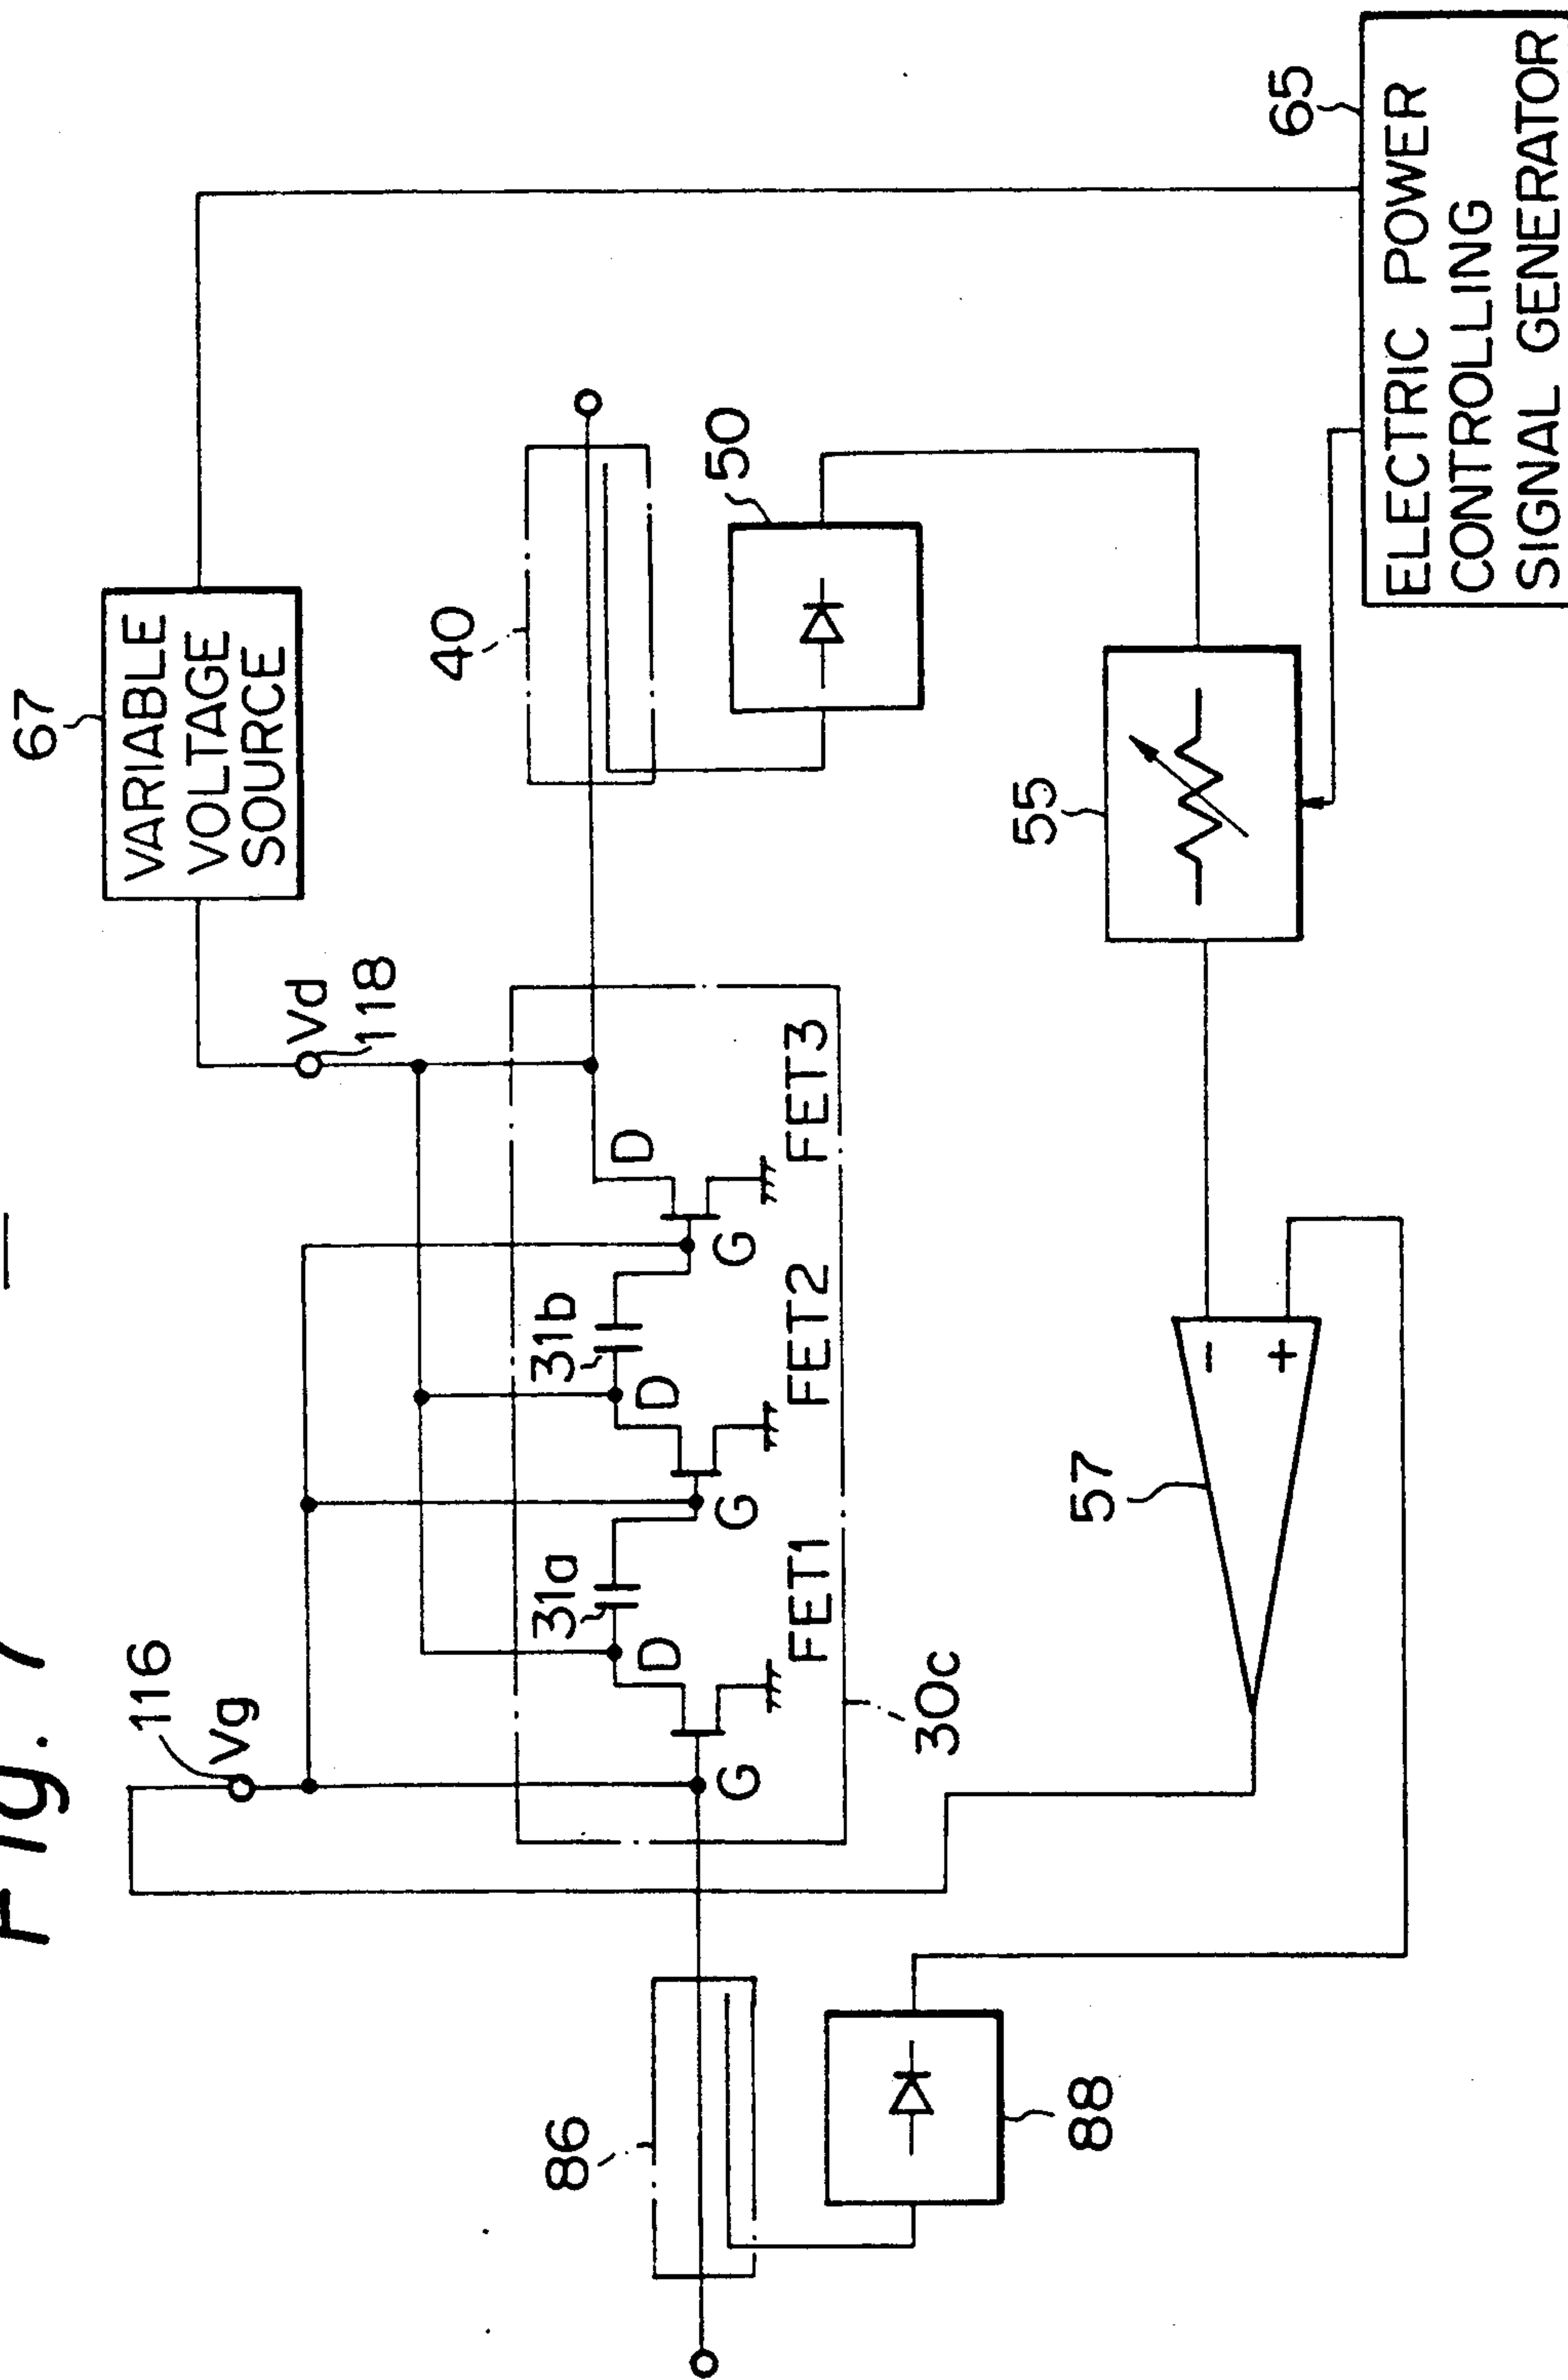 Fig. 7
67
VARIABLE
VOLTAGE
SOURCE
116
Vg
Vd
118
40
50
31a
31b
D
D
D
G
G
G
FET1
FET2
FET3
30c
86
88
55
57
-
+
65
ELECTRIC POWER
CONTROLLING
SIGNAL GENERATOR